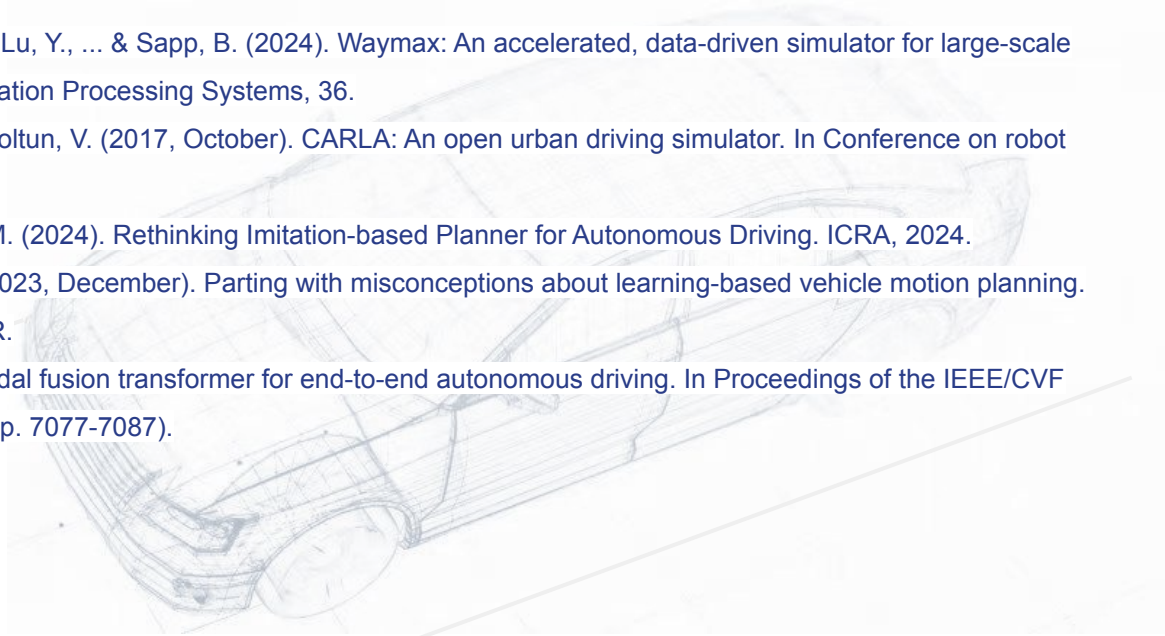 Lu, Y., ... & Sapp, B. (2024). Waymax: An accelerated, data-driven simulator for large-scale
ation Processing Systems, 36.
oltun, V. (2017, October). CARLA: An open urban driving simulator. In Conference on robot
M. (2024). Rethinking Imitation-based Planner for Autonomous Driving. ICRA, 2024.
023, December). Parting with misconceptions about learning-based vehicle motion planning.
R.
dal fusion transformer for end-to-end autonomous driving. In Proceedings of the IEEE/CVF
p. 7077-7087).